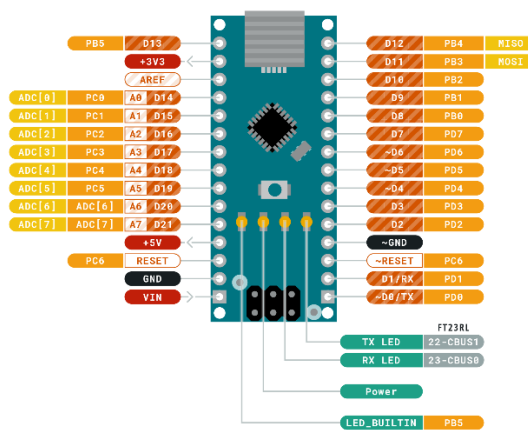 PB5 D13
+3V3
AREF
ADC[0] PC0 A0 D14
ADC[1] PC1 A1 D15
ADC[2] PC2 A2 D16
ADC[3] PC3 A3 D17
ADC[4] PC4 A4 D18
ADC[5] PC5 A5 D19
ADC[6] ADC[6] A6 D20
ADC[7] ADC[7] A7 D21
+5V
PC6 RESET
GND
VIN
D12 PB4 MISO
D11 PB3 MOSI
D10 PB2
D9 PB1
D8 PB0
D7 PD7
~D6 PD6
~D5 PD5
~D4 PD4
D3 PD3
D2 PD2
~GND
~RESET PC6
D1/RX PD1
~D0/TX PD0
FT23RL
TX LED 22-CBUS1
RX LED 23-CBUS0
Power
LED_BUILTIN PB5